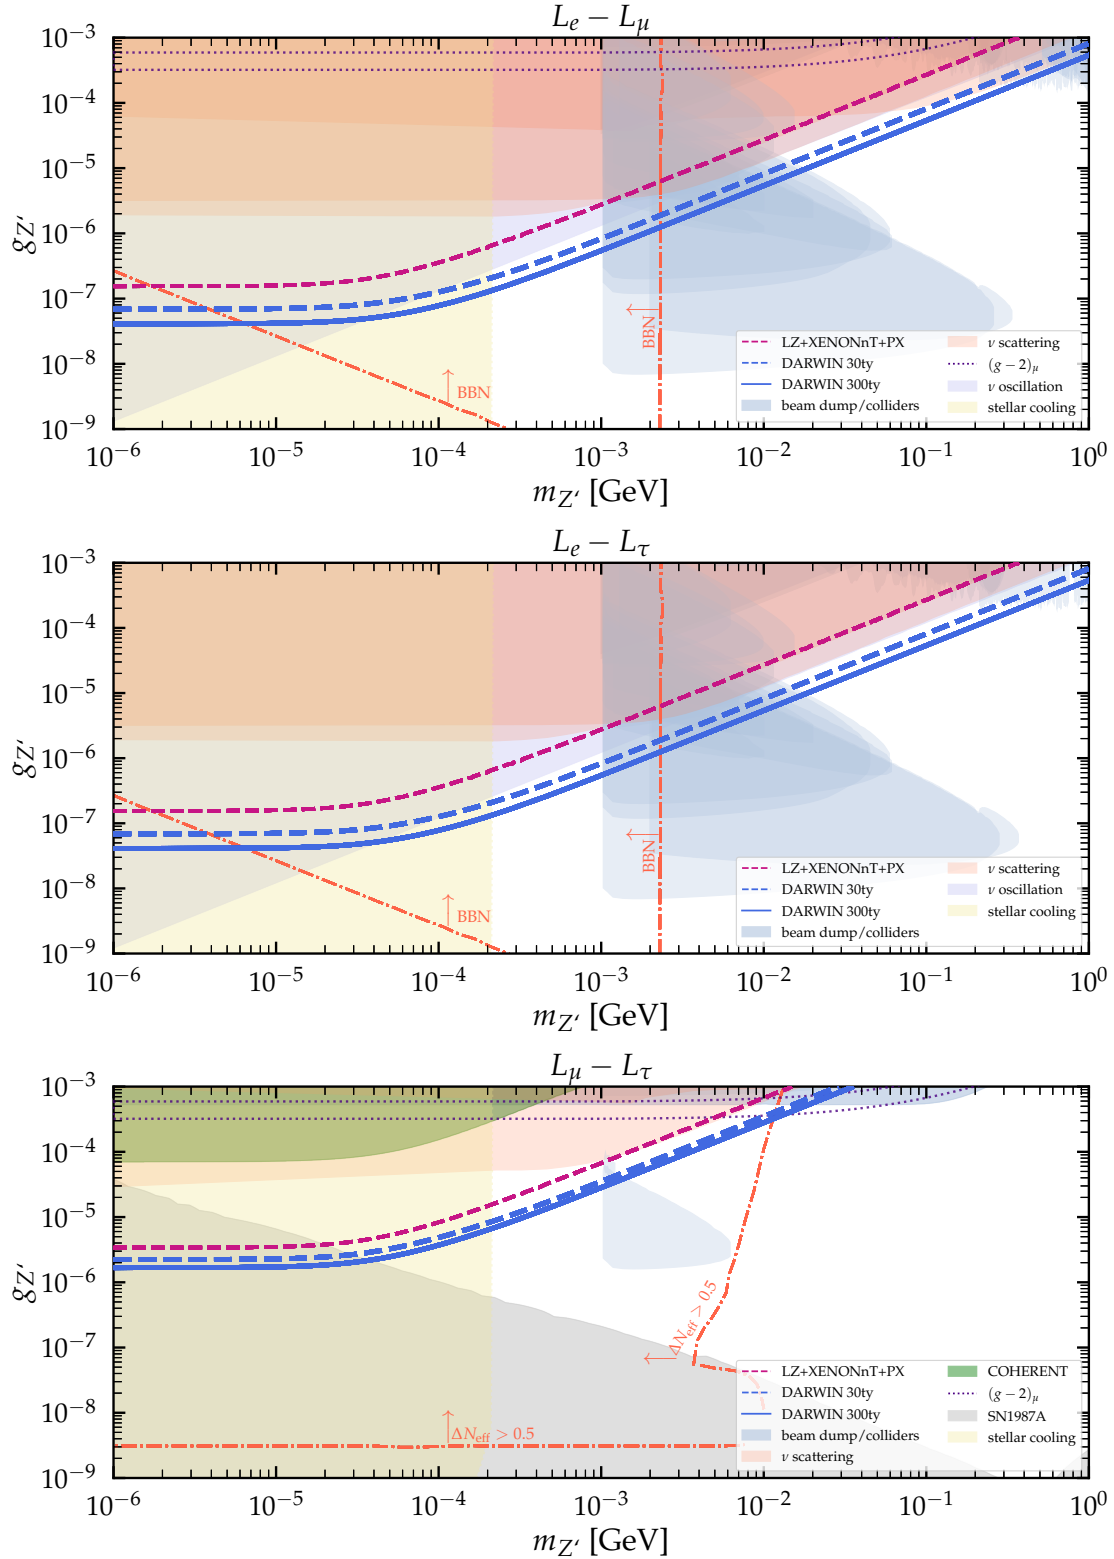 L_e − L_μ
10⁻³
10⁻⁴
10⁻⁵
10⁻⁶
10⁻⁷
10⁻⁸
10⁻⁹
g_Z′
BBN
BBN
LZ+XENONnT+PX
DARWIN 30ty
DARWIN 300ty
beam dump/colliders
ν scattering
(g − 2)_μ
ν oscillation
stellar cooling
10⁻⁶ 10⁻⁵ 10⁻⁴ 10⁻³ 10⁻² 10⁻¹ 10⁰
m_Z′ [GeV]
L_e − L_τ
10⁻³
10⁻⁴
10⁻⁵
10⁻⁶
10⁻⁷
10⁻⁸
10⁻⁹
g_Z′
BBN
BBN
LZ+XENONnT+PX
DARWIN 30ty
DARWIN 300ty
beam dump/colliders
ν scattering
ν oscillation
stellar cooling
10⁻⁶ 10⁻⁵ 10⁻⁴ 10⁻³ 10⁻² 10⁻¹ 10⁰
m_Z′ [GeV]
L_μ − L_τ
10⁻³
10⁻⁴
10⁻⁵
10⁻⁶
10⁻⁷
10⁻⁸
10⁻⁹
g_Z′
ΔN_eff > 0.5
ΔN_eff > 0.5
LZ+XENONnT+PX
DARWIN 30ty
DARWIN 300ty
beam dump/colliders
ν scattering
COHERENT
(g − 2)_μ
SN1987A
stellar cooling
10⁻⁶ 10⁻⁵ 10⁻⁴ 10⁻³ 10⁻² 10⁻¹ 10⁰
m_Z′ [GeV]